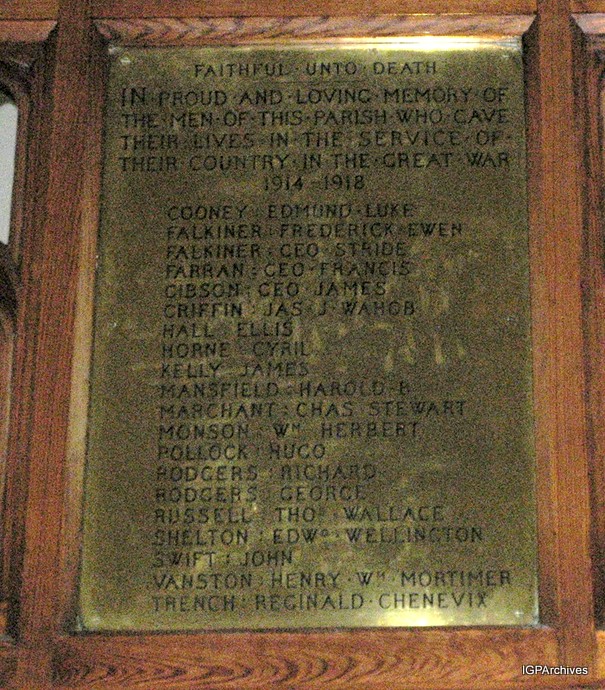 FAITHFUL · UNTO · DEATH
IN · PROUD · AND · LOVING · MEMORY · OF
THE · MEN · OF · THIS · PARISH · WHO · GAVE
THEIR · LIVES · IN · THE · SERVICE · OF ·
THEIR · COUNTRY · IN · THE · GREAT · WAR
1914–1918
COONEY : EDMUND · LUKE
FALKINER : FREDERICK · EWEN
FALKINER : GEO · STRIDE
FARRAN : GEO · FRANCIS
GIBSON : GEO · JAMES
GRIFFIN : JAS · J · WAHOB
HALL : ELLIS
HORNE : CYRIL
KELLY : JAMES
MANSFIELD : HAROLD · B
MARCHANT : CHAS · STEWART
MONSON : Wᴹ · HERBERT
POLLOCK : HUGO
RODGERS : RICHARD
RODGERS : GEORGE
RUSSELL : THOˢ · WALLACE
SHELTON : EDWᴰ · WELLINGTON
SWIFT : JOHN
VANSTON : HENRY · Wᴹ · MORTIMER
TRENCH : REGINALD · CHENEVIX
IGPArchives